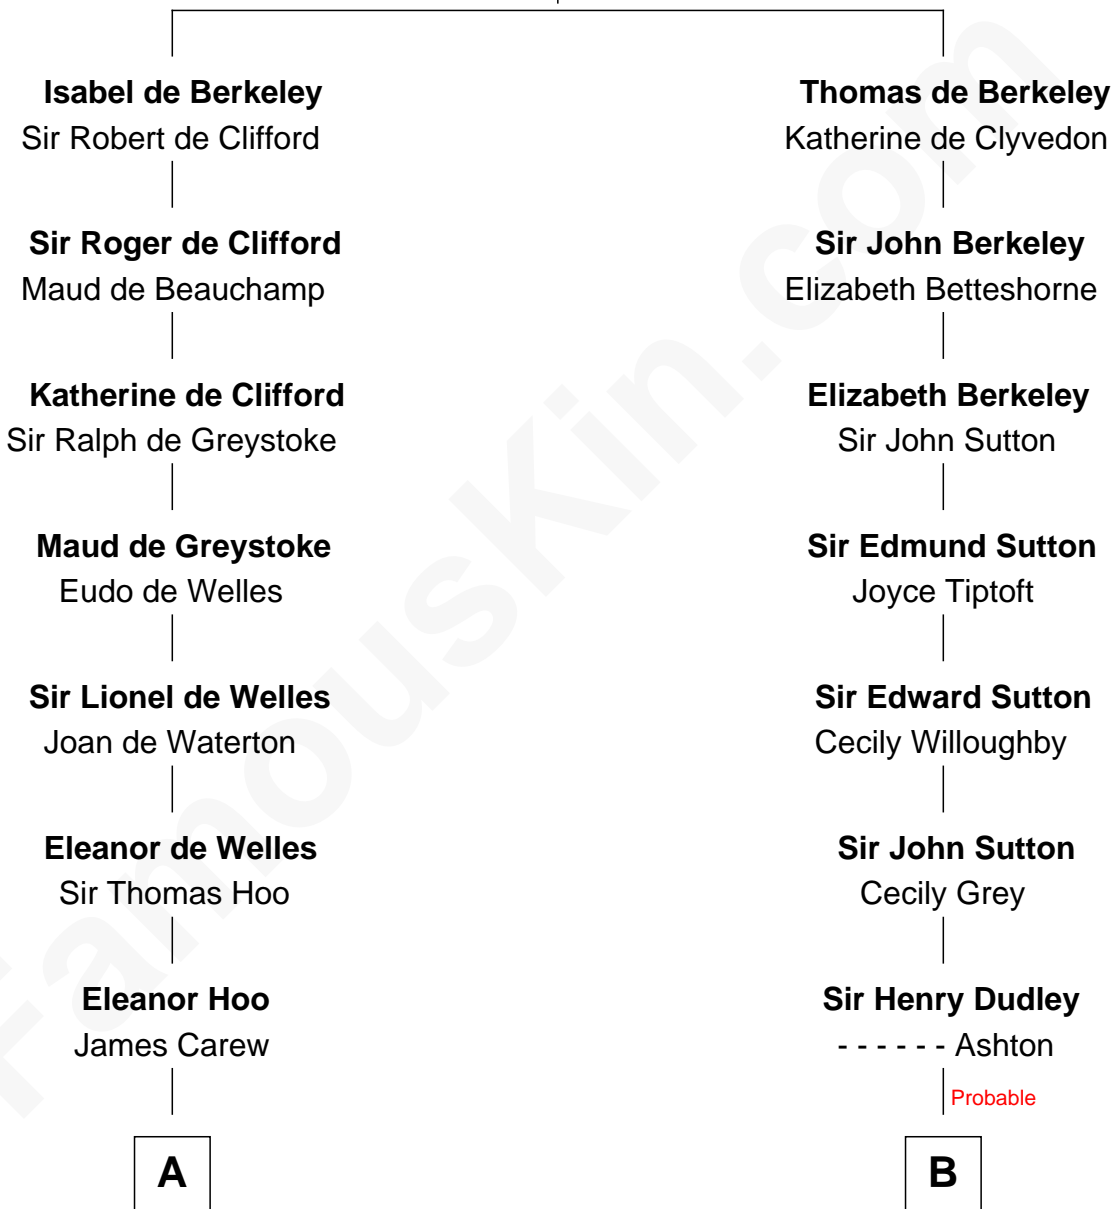 Isabel de Berkeley
Sir Robert de Clifford
Sir Roger de Clifford
Maud de Beauchamp
Katherine de Clifford
Sir Ralph de Greystoke
Maud de Greystoke
Eudo de Welles
Sir Lionel de Welles
Joan de Waterton
Eleanor de Welles
Sir Thomas Hoo
Eleanor Hoo
James Carew
A
Thomas de Berkeley
Katherine de Clyvedon
Sir John Berkeley
Elizabeth Betteshorne
Elizabeth Berkeley
Sir John Sutton
Sir Edmund Sutton
Joyce Tiptoft
Sir Edward Sutton
Cecily Willoughby
Sir John Sutton
Cecily Grey
Sir Henry Dudley
- - - - - - Ashton
Probable
B
FamousKin.com